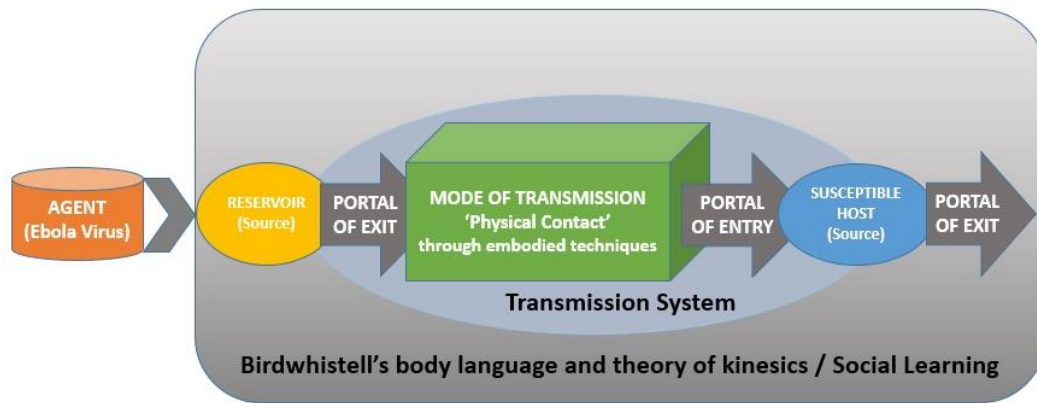 AGENT
(Ebola Virus)
RESERVOIR
(Source)
PORTAL
OF EXIT
MODE OF TRANSMISSION
‘Physical Contact’
through embodied techniques
PORTAL
OF ENTRY
SUSCEPTIBLE
HOST
(Source)
PORTAL
OF EXIT
Transmission System
Birdwhistell’s body language and theory of kinesics / Social Learning